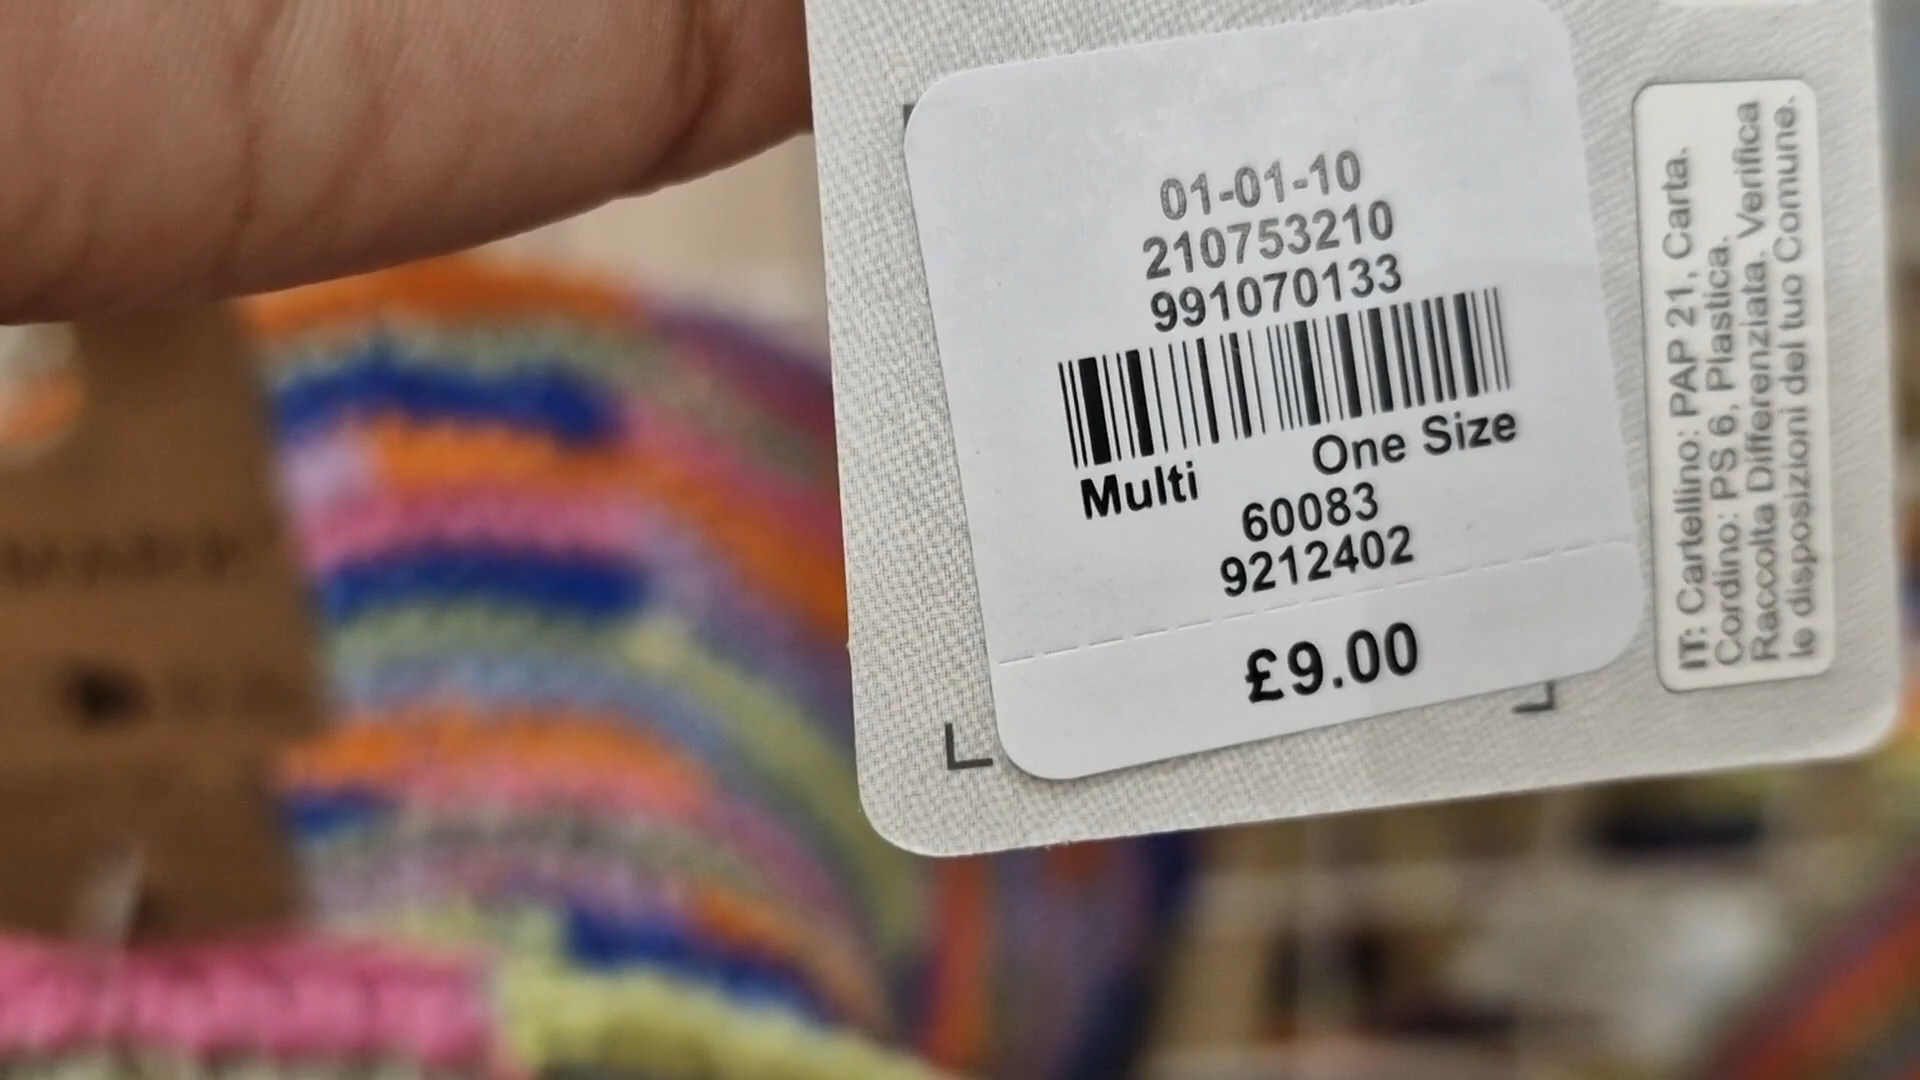 01-01-10
210753210
991070133
Multi One Size
60083
9212402
£9.00
IT: Cartellino: PAP 21, Carta.
Cordino: PS 6, Plastica.
Raccolta Differenziata. Verifica
le disposizioni del tuo Comune.